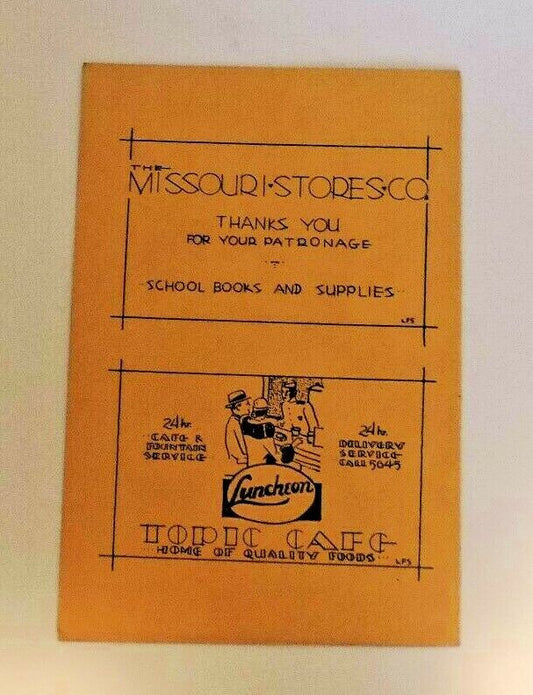 THE
MISSOURI·STORES·CO.
THANKS YOU
FOR YOUR PATRONAGE
SCHOOL BOOKS AND SUPPLIES
LFS
24 hr.
CAFE &
FOUNTAIN
SERVICE
24 hr.
DELIVERY
SERVICE
CALL 5645
Luncheon
TOPIC CAFE
HOME OF QUALITY FOODS
LFS